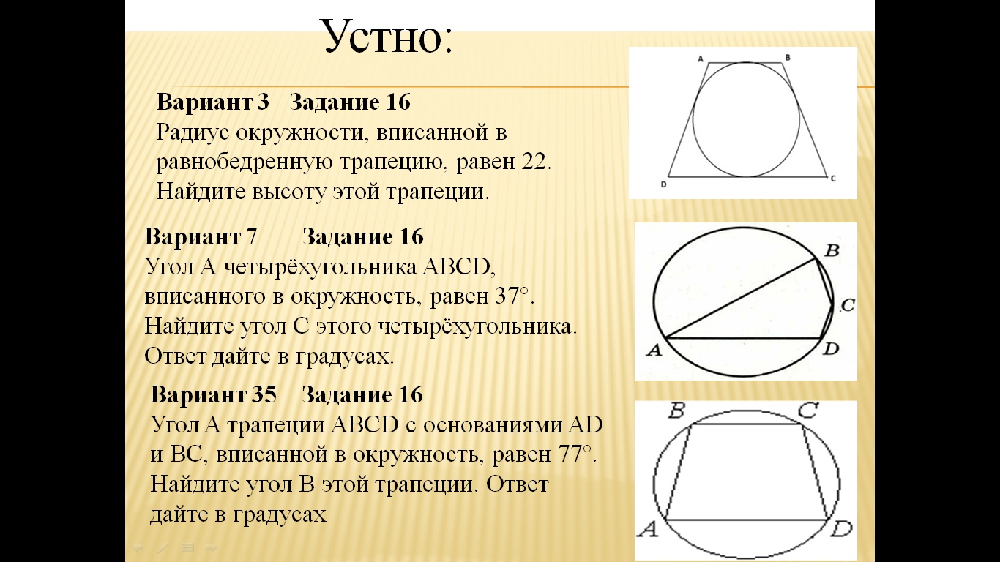 Устно:
Вариант 3 Задание 16
Радиус окружности, вписанной в
равнобедренную трапецию, равен 22.
Найдите высоту этой трапеции.
A B
D C
Вариант 7 Задание 16
Угол А четырёхугольника ABCD,
вписанного в окружность, равен 37°.
Найдите угол С этого четырёхугольника.
Ответ дайте в градусах.
B
C
A D
Вариант 35 Задание 16
Угол А трапеции ABCD с основаниями AD
и BC, вписанной в окружность, равен 77°.
Найдите угол В этой трапеции. Ответ
дайте в градусах
B C
A D